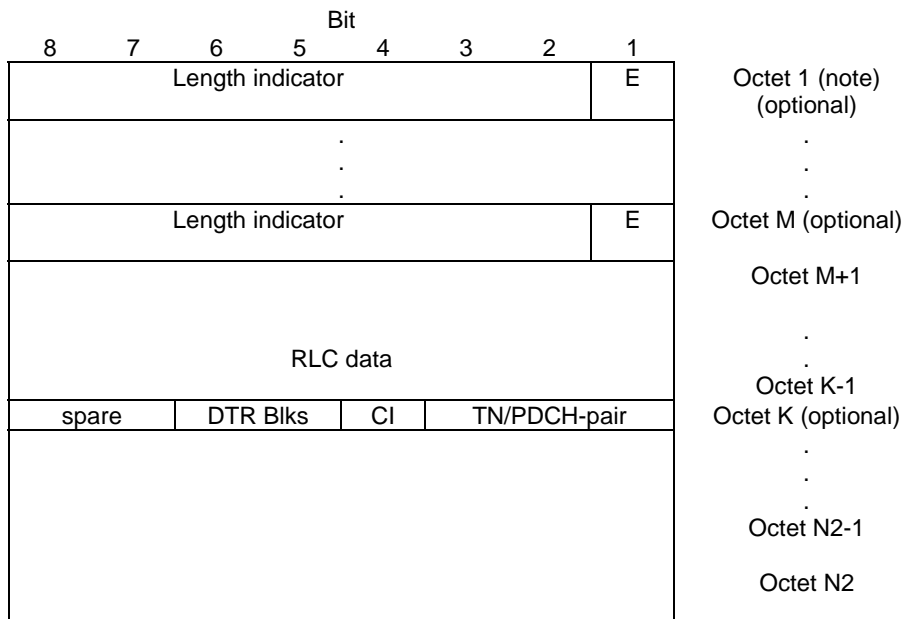 Bit
8 7 6 5 4 3 2 1
Length indicator E Octet 1 (note)
(optional)
. .
. .
. .
Length indicator E Octet M (optional)
Octet M+1
.
RLC data .
Octet K-1
spare DTR Blks CI TN/PDCH-pair Octet K (optional)
.
.
.
Octet N2-1
Octet N2